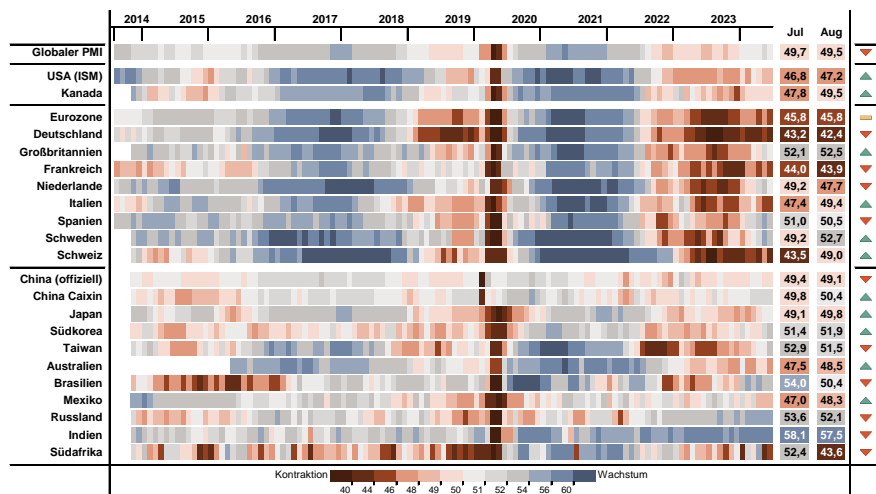 2014 2015 2016 2017 2018 2019 2020 2021 2022 2023
Jul Aug
Globaler PMI 49,7 49,5
USA (ISM) 46,8 47,2
Kanada 47,8 49,5
Eurozone 45,8 45,8
Deutschland 43,2 42,4
Großbritannien 52,1 52,5
Frankreich 44,0 43,9
Niederlande 49,2 47,7
Italien 47,4 49,4
Spanien 51,0 50,5
Schweden 49,2 52,7
Schweiz 43,5 49,0
China (offiziell) 49,4 49,1
China Caixin 49,8 50,4
Japan 49,1 49,8
Südkorea 51,4 51,9
Taiwan 52,9 51,5
Australien 47,5 48,5
Brasilien 54,0 50,4
Mexiko 47,0 48,3
Russland 53,6 52,1
Indien 58,1 57,5
Südafrika 52,4 43,6
Kontraktion Wachstum
40 44 46 48 49 50 51 52 54 56 60